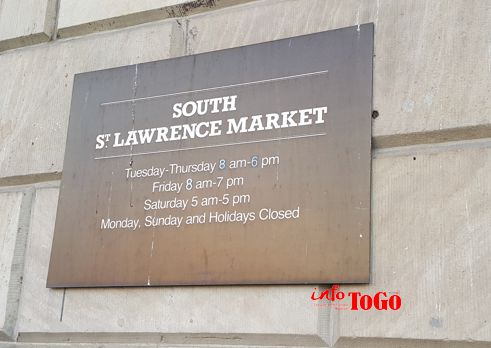 SOUTH
ST. LAWRENCE MARKET
Tuesday-Thursday 8 am-6 pm
Friday 8 am-7 pm
Saturday 5 am-5 pm
Monday, Sunday and Holidays Closed
info TOGO